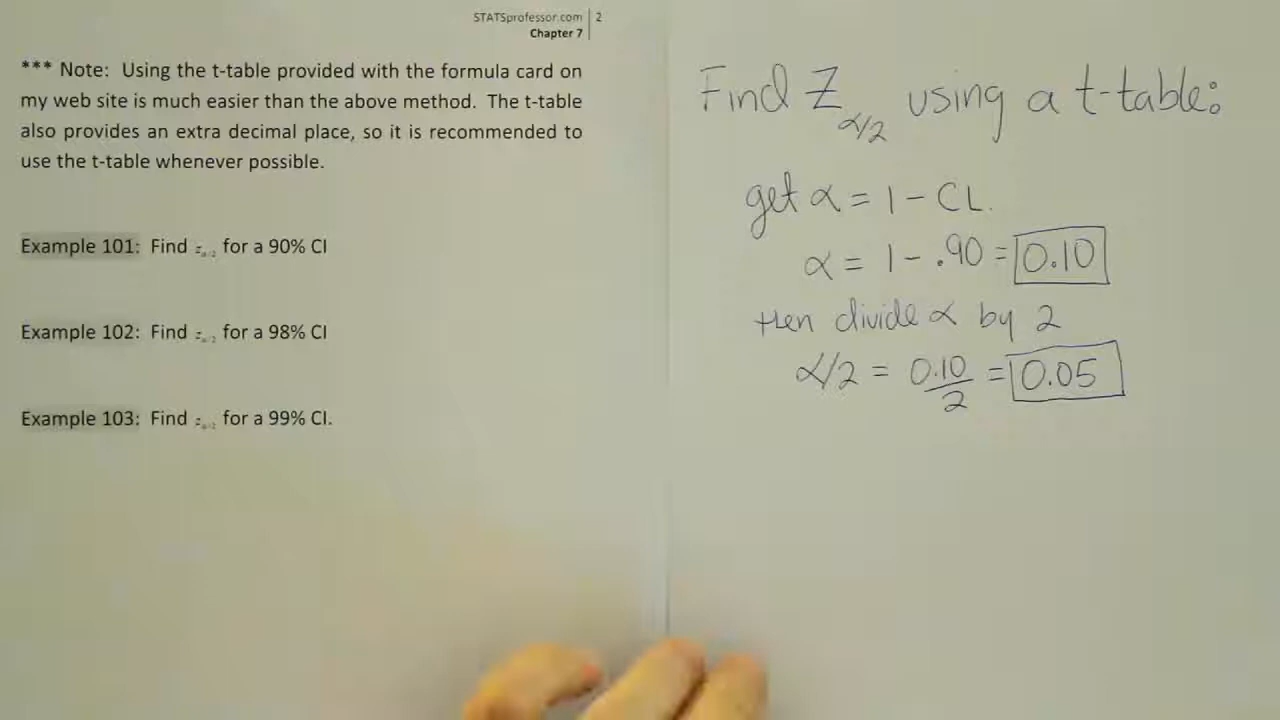 STATSprofessor.com 2
Chapter 7
*** Note: Using the t-table provided with the formula card on
my web site is much easier than the above method. The t-table
also provides an extra decimal place, so it is recommended to
use the t-table whenever possible.
Example 101: Find for a 90% CI
Example 102: Find for a 98% CI
Example 103: Find for a 99% CI.
Find Z α/2 using a t-table:
get α = 1 - CL.
α = 1 - .90 = 0.10
then divide α by 2
α/2 = 0.10/2 = 0.05